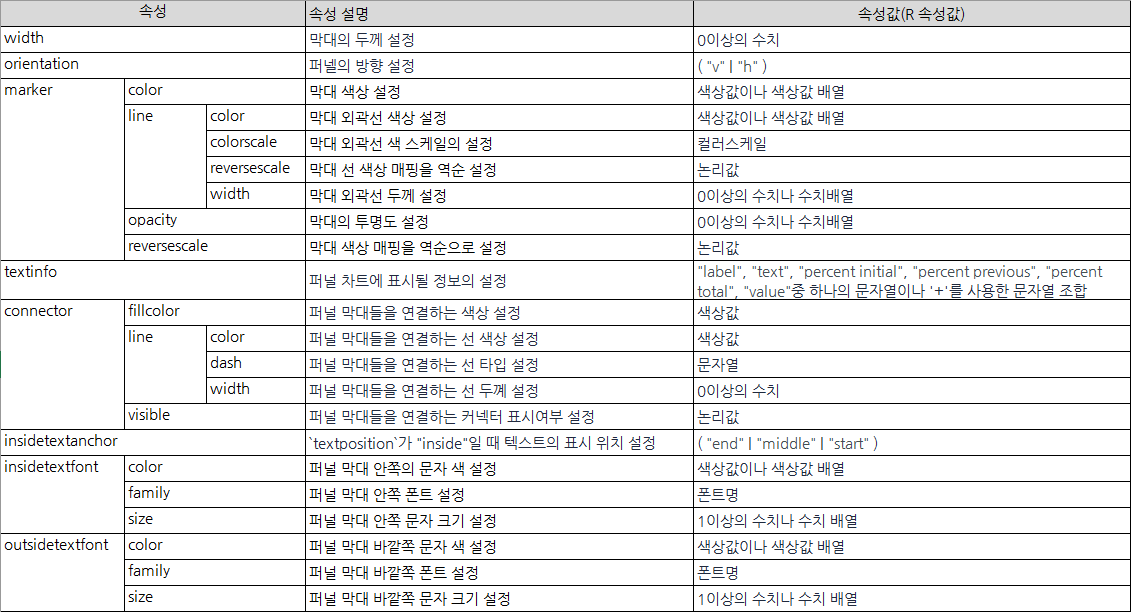 속성 속성 설명 속성값(R 속성값)
width 막대의 두께 설정 0이상의 수치
orientation 퍼넬의 방향 설정 ( "v" | "h" )
marker color 막대 색상 설정 색상값이나 색상값 배열
line color 막대 외곽선 색상 설정 색상값이나 색상값 배열
colorscale 막대 외곽선 색 스케일의 설정 컬러스케일
reversescale 막대 선 색상 매핑을 역순 설정 논리값
width 막대 외곽선 두께 설정 0이상의 수치나 수치배열
opacity 막대의 투명도 설정 0이상의 수치나 수치배열
reversescale 막대 색상 매핑을 역순으로 설정 논리값
textinfo 퍼널 차트에 표시될 정보의 설정 "label", "text", "percent initial", "percent previous", "percent
total", "value"중 하나의 문자열이나 '+'를 사용한 문자열 조합
connector fillcolor 퍼널 막대들을 연결하는 색상 설정 색상값
line color 퍼널 막대들을 연결하는 선 색상 설정 색상값
dash 퍼널 막대들을 연결하는 선 타입 설정 문자열
width 퍼널 막대들을 연결하는 선 두꼐 설정 0이상의 수치
visible 퍼널 막대들을 연결하는 커넥터 표시여부 설정 논리값
insidetextanchor `textposition`가 "inside"일 때 텍스트의 표시 위치 설정 ( "end" | "middle" | "start" )
insidetextfont color 퍼널 막대 안쪽의 문자 색 설정 색상값이나 색상값 배열
family 퍼널 막대 안쪽 폰트 설정 폰트명
size 퍼널 막대 안쪽 문자 크기 설정 1이상의 수치나 수치 배열
outsidetextfont color 퍼널 막대 바깥쪽 문자 색 설정 색상값이나 색상값 배열
family 퍼널 막대 바깥쪽 폰트 설정 폰트명
size 퍼널 막대 바깥쪽 문자 크기 설정 1이상의 수치나 수치 배열